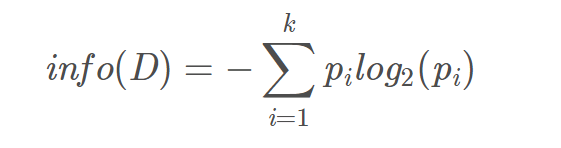 info(D) = −∑_{i=1}^{k} p_i log_2(p_i)